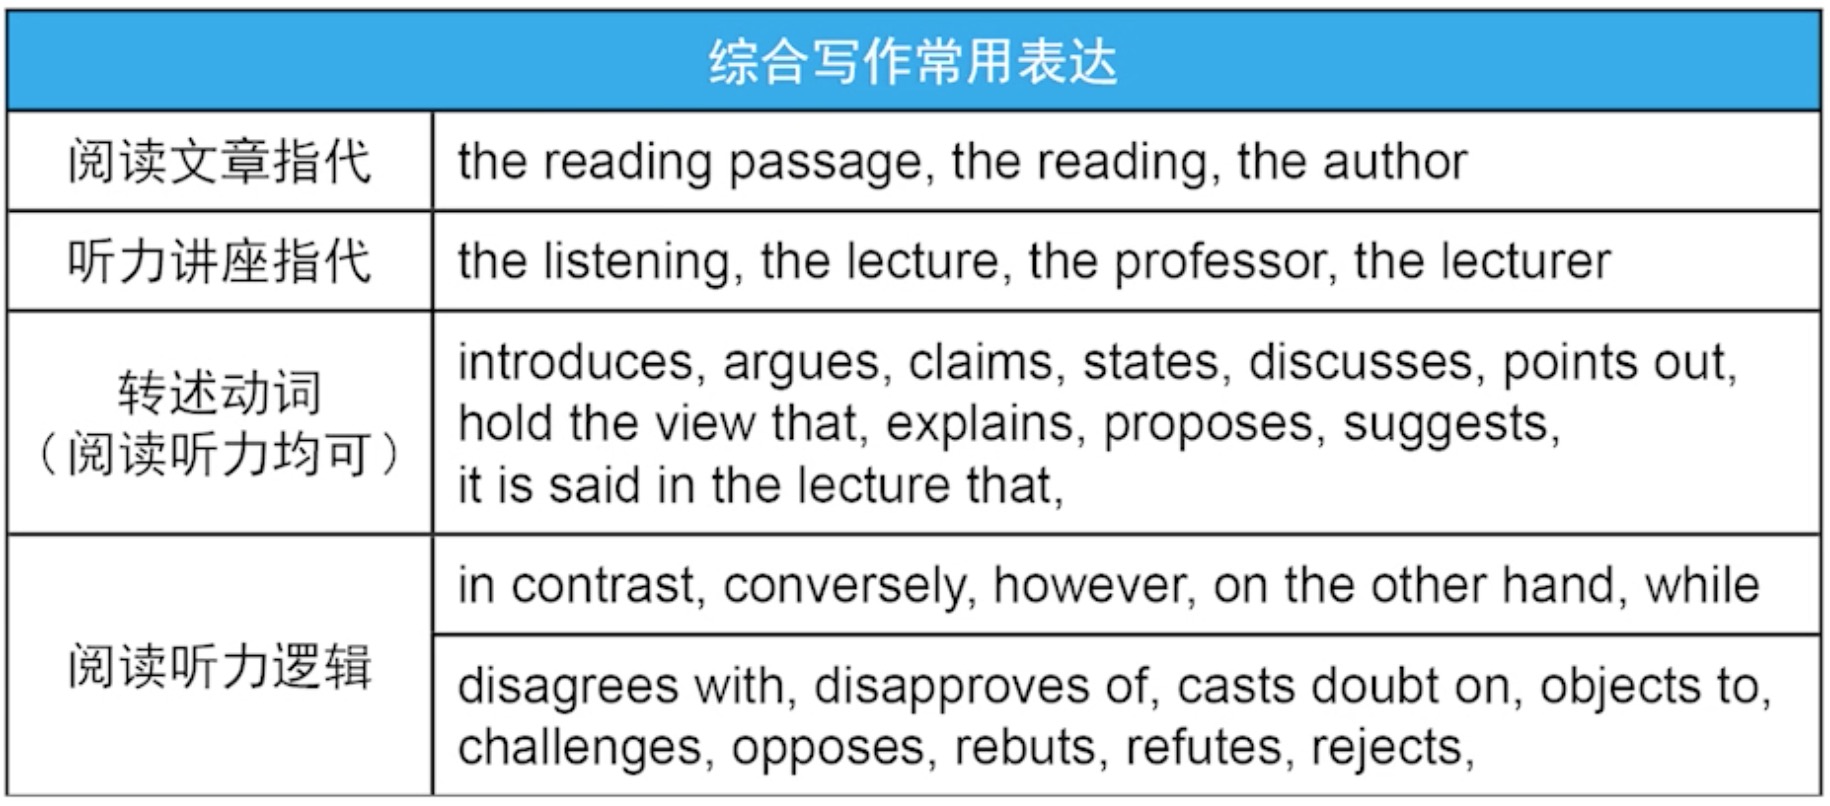 综合写作常用表达
阅读文章指代
the reading passage, the reading, the author
听力讲座指代
the listening, the lecture, the professor, the lecturer
转述动词
（阅读听力均可）
introduces, argues, claims, states, discusses, points out,
hold the view that, explains, proposes, suggests,
it is said in the lecture that,
阅读听力逻辑
in contrast, conversely, however, on the other hand, while
disagrees with, disapproves of, casts doubt on, objects to,
challenges, opposes, rebuts, refutes, rejects,